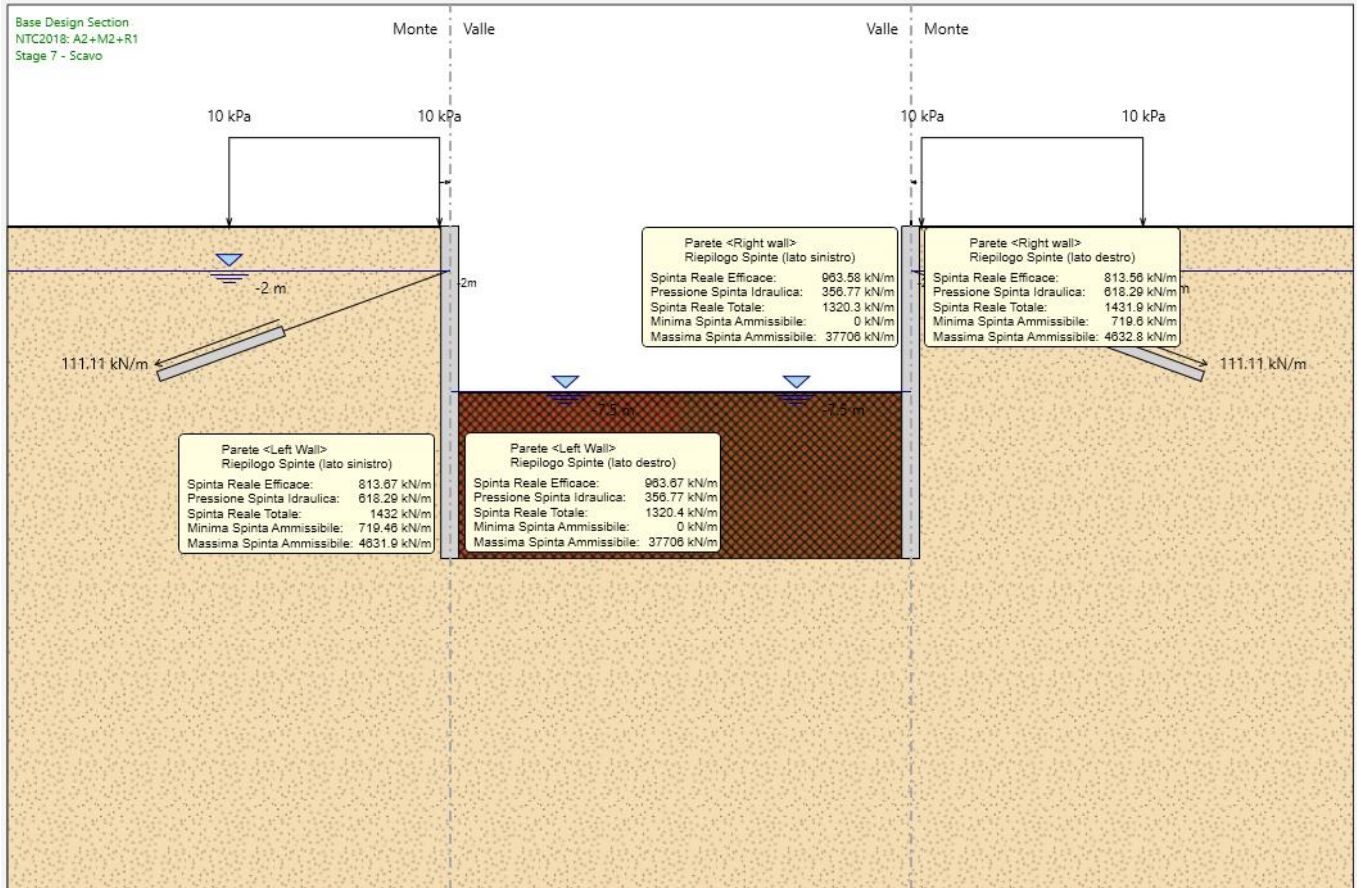 Base Design Section
NTC2018: A2+M2+R1
Stage 7 - Scavo
Monte Valle
Valle Monte
10 kPa 10 kPa
10 kPa 10 kPa
-2 m
-2m
111.11 kN/m
Parete <Right wall>
Riepilogo Spinte (lato sinistro)
Spinta Reale Efficace: 963.58 kN/m
Pressione Spinta Idraulica: 356.77 kN/m
Spinta Reale Totale: 1320.3 kN/m
Minima Spinta Ammissibile: 0 kN/m
Massima Spinta Ammissibile: 37706 kN/m
Parete <Right wall>
Riepilogo Spinte (lato destro)
Spinta Reale Efficace: 813.56 kN/m
Pressione Spinta Idraulica: 618.29 kN/m
Spinta Reale Totale: 1431.9 kN/m
Minima Spinta Ammissibile: 719.6 kN/m
Massima Spinta Ammissibile: 4632.8 kN/m
111.11 kN/m
-7.5 m
-7.5 m
Parete <Left Wall>
Riepilogo Spinte (lato sinistro)
Spinta Reale Efficace: 813.67 kN/m
Pressione Spinta Idraulica: 618.29 kN/m
Spinta Reale Totale: 1432 kN/m
Minima Spinta Ammissibile: 719.46 kN/m
Massima Spinta Ammissibile: 4631.9 kN/m
Parete <Left Wall>
Riepilogo Spinte (lato destro)
Spinta Reale Efficace: 963.67 kN/m
Pressione Spinta Idraulica: 356.77 kN/m
Spinta Reale Totale: 1320.4 kN/m
Minima Spinta Ammissibile: 0 kN/m
Massima Spinta Ammissibile: 37706 kN/m